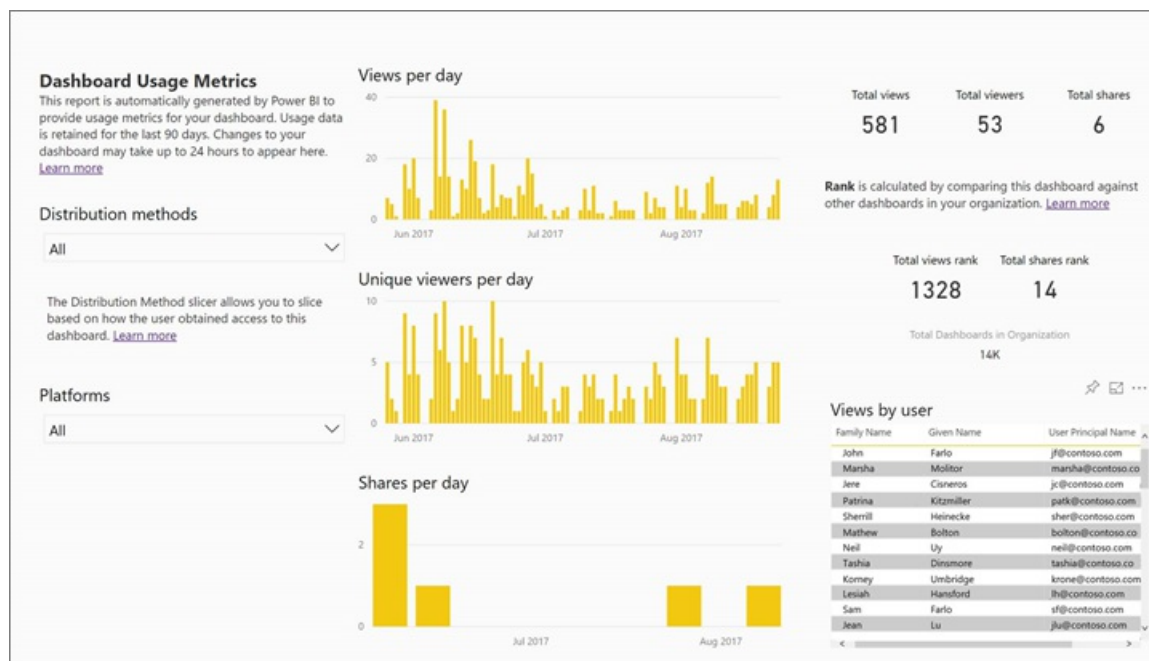 Dashboard Usage Metrics
This report is automatically generated by Power BI to
provide usage metrics for your dashboard. Usage data
is retained for the last 90 days. Changes to your
dashboard may take up to 24 hours to appear here.
Learn more
Distribution methods
All
The Distribution Method slicer allows you to slice
based on how the user obtained access to this
dashboard. Learn more
Platforms
All
Views per day
40
20
0
Jun 2017 Jul 2017 Aug 2017
Unique viewers per day
10
5
0
Jun 2017 Jul 2017 Aug 2017
Shares per day
2
0
Jul 2017 Aug 2017
Total views Total viewers Total shares
581 53 6
Rank is calculated by comparing this dashboard against
other dashboards in your organization. Learn more
Total views rank Total shares rank
1328 14
Total Dashboards in Organization
14K
Views by user
Family Name Given Name User Principal Name
John Farlo jf@contoso.com
Marsha Molitor marsha@contoso.co
Jere Cisneros jc@contoso.com
Patrina Kitzmiller patk@contoso.com
Sherrill Heinecke sher@contoso.com
Mathew Bolton bolton@contoso.co
Neil Uy neil@contoso.com
Tashia Dinsmore tashia@contoso.co
Korney Umbridge krone@contoso.com
Lesiah Hansford lh@contoso.com
Sam Farlo sf@contoso.com
Jean Lu jlu@contoso.com